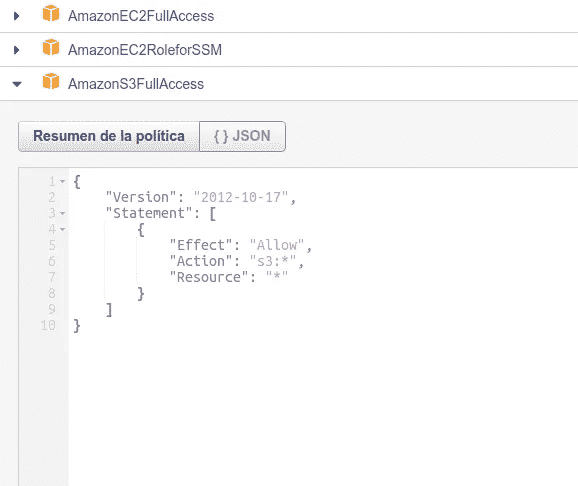 AmazonEC2FullAccess
AmazonEC2RoleforSSM
AmazonS3FullAccess
Resumen de la política { } JSON
1 {
2 "Version": "2012-10-17",
3 "Statement": [
4 {
5 "Effect": "Allow",
6 "Action": "s3:*",
7 "Resource": "*"
8 }
9 ]
10 }